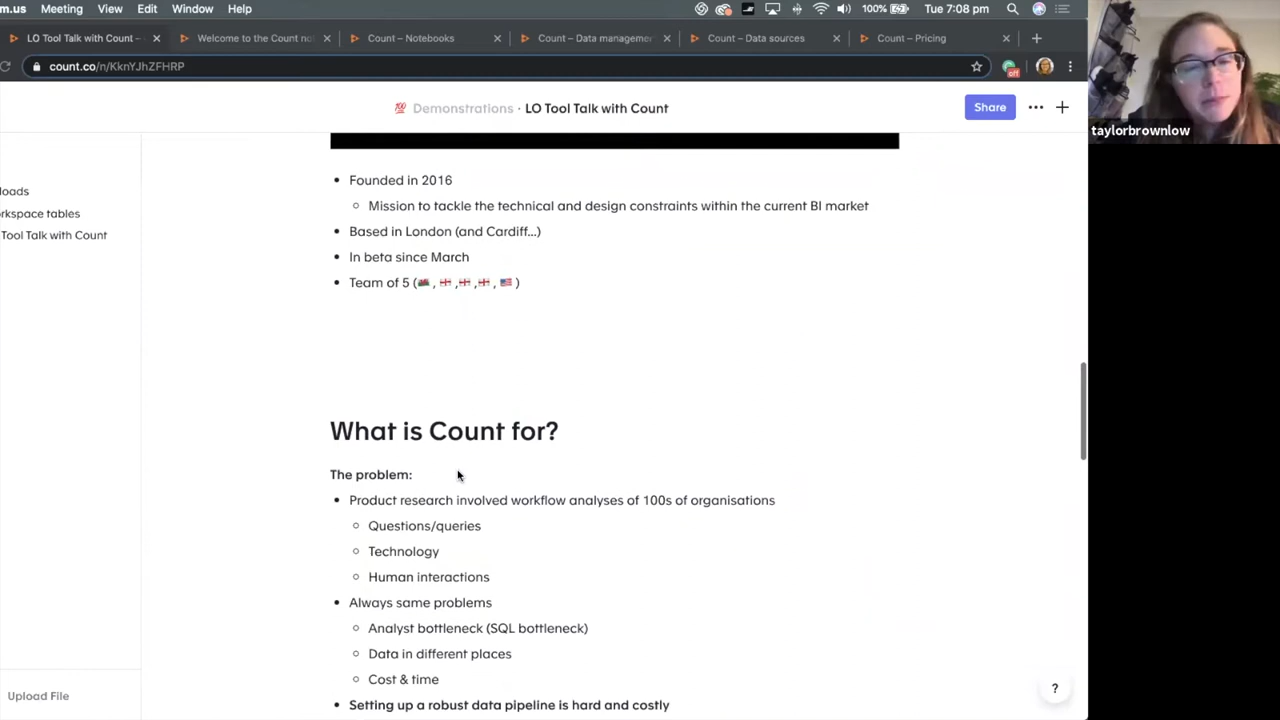 m.us Meeting View Edit Window Help 100% Tue 7:08 pm
LO Tool Talk with Count – Welcome to the Count no Count – Notebooks Count – Data managemen Count – Data sources Count – Pricing
count.co/n/KknYJhZFHRP off
Demonstrations · LO Tool Talk with Count Share
taylorbrownlow
loads
rkspace tables
Tool Talk with Count
• Founded in 2016
Mission to tackle the technical and design constraints within the current BI market
• Based in London (and Cardiff...)
• In beta since March
• Team of 5 (🏴󠁧󠁢󠁷󠁬󠁳󠁿 , 🏴󠁧󠁢󠁥󠁮󠁧󠁿 ,🏴󠁧󠁢󠁥󠁮󠁧󠁿 ,🏴󠁧󠁢󠁥󠁮󠁧󠁿 , 🇺🇸 )
What is Count for?
The problem:
• Product research involved workflow analyses of 100s of organisations
Questions/queries
Technology
Human interactions
• Always same problems
Analyst bottleneck (SQL bottleneck)
Data in different places
Cost & time
• Setting up a robust data pipeline is hard and costly
Upload File
?